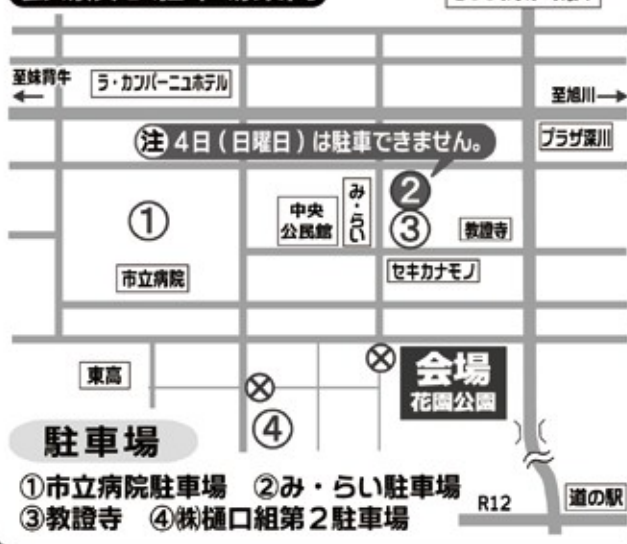 至妹背牛
ラ・カンパーニュホテル
至旭川
注 4日(日曜日)は駐車できません。
プラザ深川
①
中央公民館
み・らい
②
③
教證寺
市立病院
セキカナモノ
東高
会場
花園公園
④
駐車場
①市立病院駐車場 ②み・らい駐車場
③教證寺 ④㈱樋口組第2駐車場
R12
道の駅